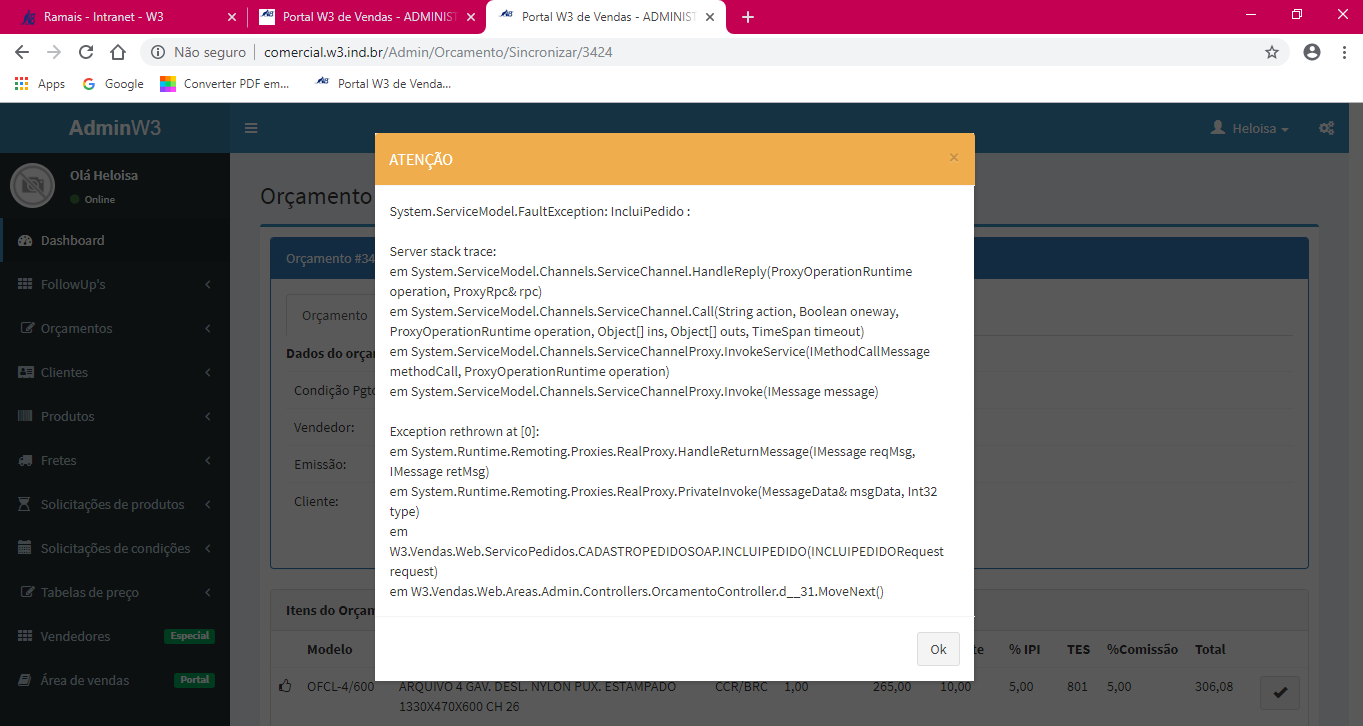 Ramais - Intranet - W3
Portal W3 de Vendas - ADMINIST
Portal W3 de Vendas - ADMINIST
Não seguro
comercial.w3.ind.br/Admin/Orcamento/Sincronizar/3424
Apps
Google
Converter PDF em...
Portal W3 de Venda...
AdminW3
Heloisa
Olá Heloisa
Online
Dashboard
FollowUp's
Orçamentos
Clientes
Produtos
Fretes
Solicitações de produtos
Solicitações de condições
Tabelas de preço
Vendedores Especial
Área de vendas Portal
Orçamento
Orçamento #34
Orçamento
Dados do orçam
Condição Pgto
Vendedor:
Emissão:
Cliente:
ATENÇÃO ×
System.ServiceModel.FaultException: IncluiPedido :
Server stack trace:
em System.ServiceModel.Channels.ServiceChannel.HandleReply(ProxyOperationRuntime
operation, ProxyRpc& rpc)
em System.ServiceModel.Channels.ServiceChannel.Call(String action, Boolean oneway,
ProxyOperationRuntime operation, Object[] ins, Object[] outs, TimeSpan timeout)
em System.ServiceModel.Channels.ServiceChannelProxy.InvokeService(IMethodCallMessage
methodCall, ProxyOperationRuntime operation)
em System.ServiceModel.Channels.ServiceChannelProxy.Invoke(IMessage message)
Exception rethrown at [0]:
em System.Runtime.Remoting.Proxies.RealProxy.HandleReturnMessage(IMessage reqMsg,
IMessage retMsg)
em System.Runtime.Remoting.Proxies.RealProxy.PrivateInvoke(MessageData& msgData, Int32
type)
em
W3.Vendas.Web.ServicoPedidos.CADASTROPEDIDOSOAP.INCLUIPEDIDO(INCLUIPEDIDORequest
request)
em W3.Vendas.Web.Areas.Admin.Controllers.OrcamentoController.d__31.MoveNext()
Ok
Itens do Orçam
Modelo te % IPI TES %Comissão Total
OFCL-4/600 ARQUIVO 4 GAV. DESL. NYLON PUX. ESTAMPADO CCR/BRC 1,00 265,00 10,00 5,00 801 5,00 306,08
1330X470X600 CH 26